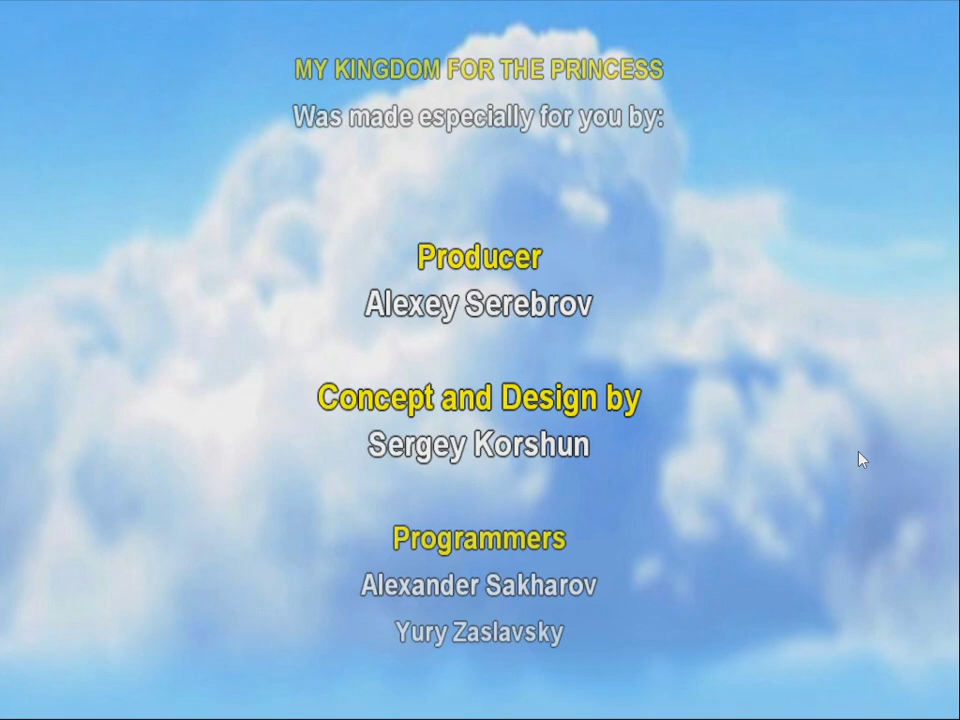 MY KINGDOM FOR THE PRINCESS
Was made especially for you by:
Producer
Alexey Serebrov
Concept and Design by
Sergey Korshun
Programmers
Alexander Sakharov
Yury Zaslavsky